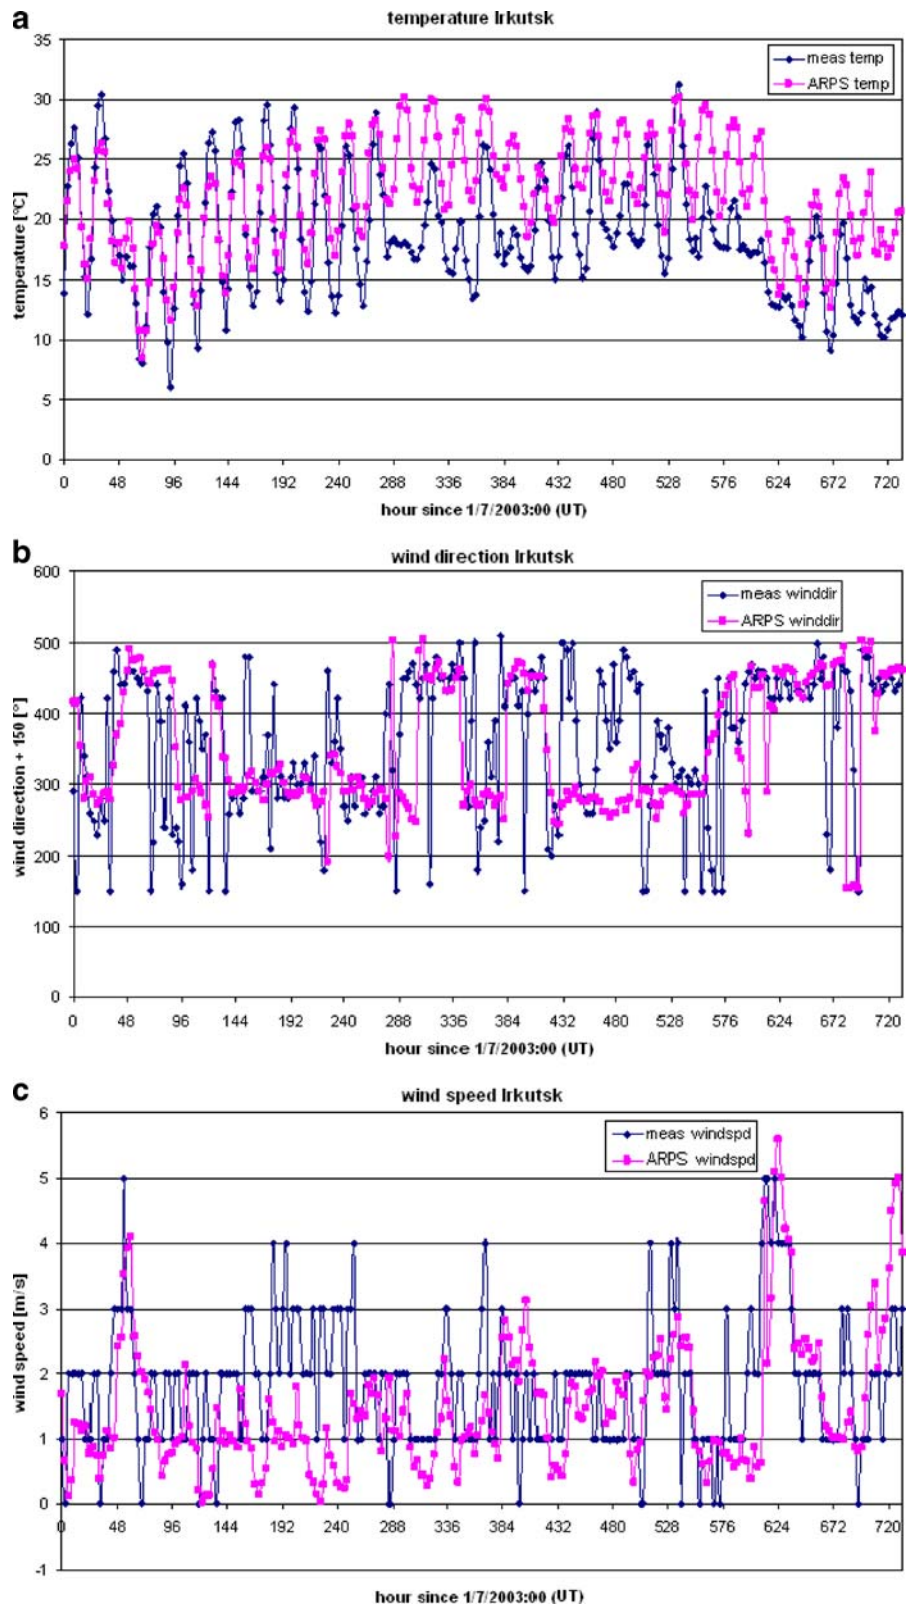 a
temperature Irkutsk
35
30
25
20
15
10
5
0
temperature [°C]
meas temp
ARPS temp
0 48 96 144 192 240 288 336 384 432 480 528 576 624 672 720
hour since 1/7/2003:00 (UT)
b
wind direction Irkutsk
600
500
400
300
200
100
0
wind direction + 150 [°]
meas winddir
ARPS winddir
0 48 96 144 192 240 288 336 384 432 480 528 576 624 672 720
hour since 1/7/2003:00 (UT)
c
wind speed Irkutsk
6
5
4
3
2
1
0
-1
wind speed [m/s]
meas windspd
ARPS windspd
0 48 96 144 192 240 288 336 384 432 480 528 576 624 672 720
hour since 1/7/2003:00 (UT)